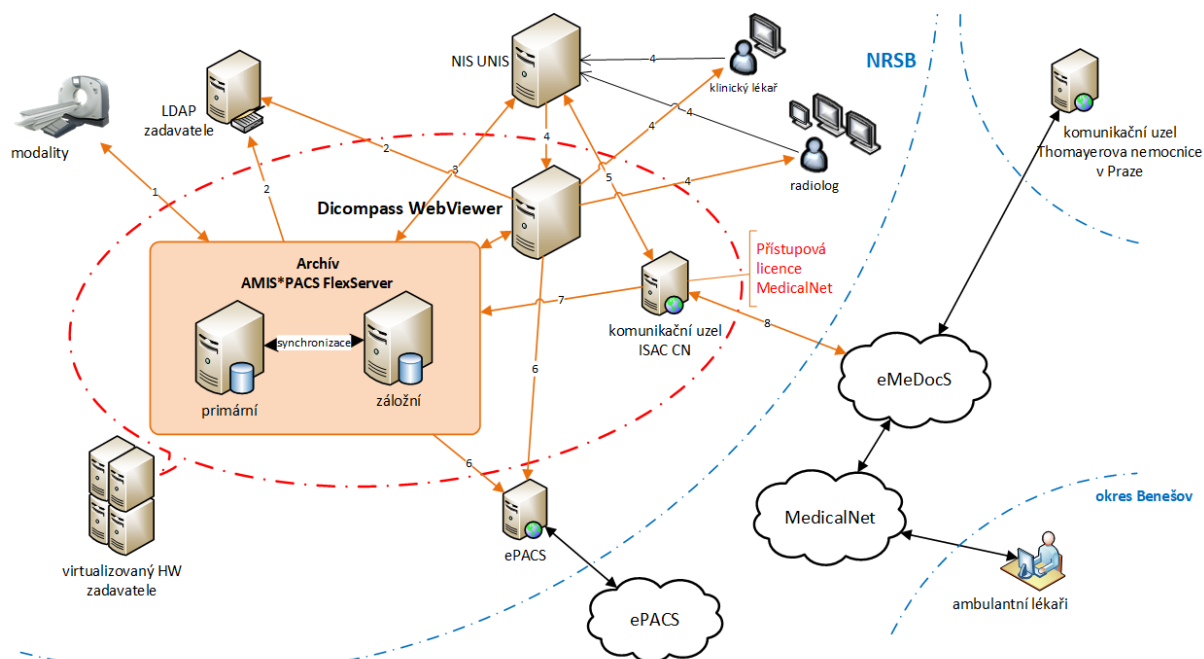 NIS UNIS
4
klinický lékař
NRSB
LDAP
zadavatele
modality
komunikační uzel
Thomayerova nemocnice
v Praze
radiolog
1
2
2
3
4
4
4
4
5
Dicompass WebViewer
Archív
AMIS*PACS FlexServer
synchronizace
primární
záložní
7
komunikační uzel
ISAC CN
Přístupová
licence
MedicalNet
8
6
6
eMeDocS
MedicalNet
okres Benešov
ambulantní lékaři
virtualizovaný HW
zadavatele
ePACS
ePACS